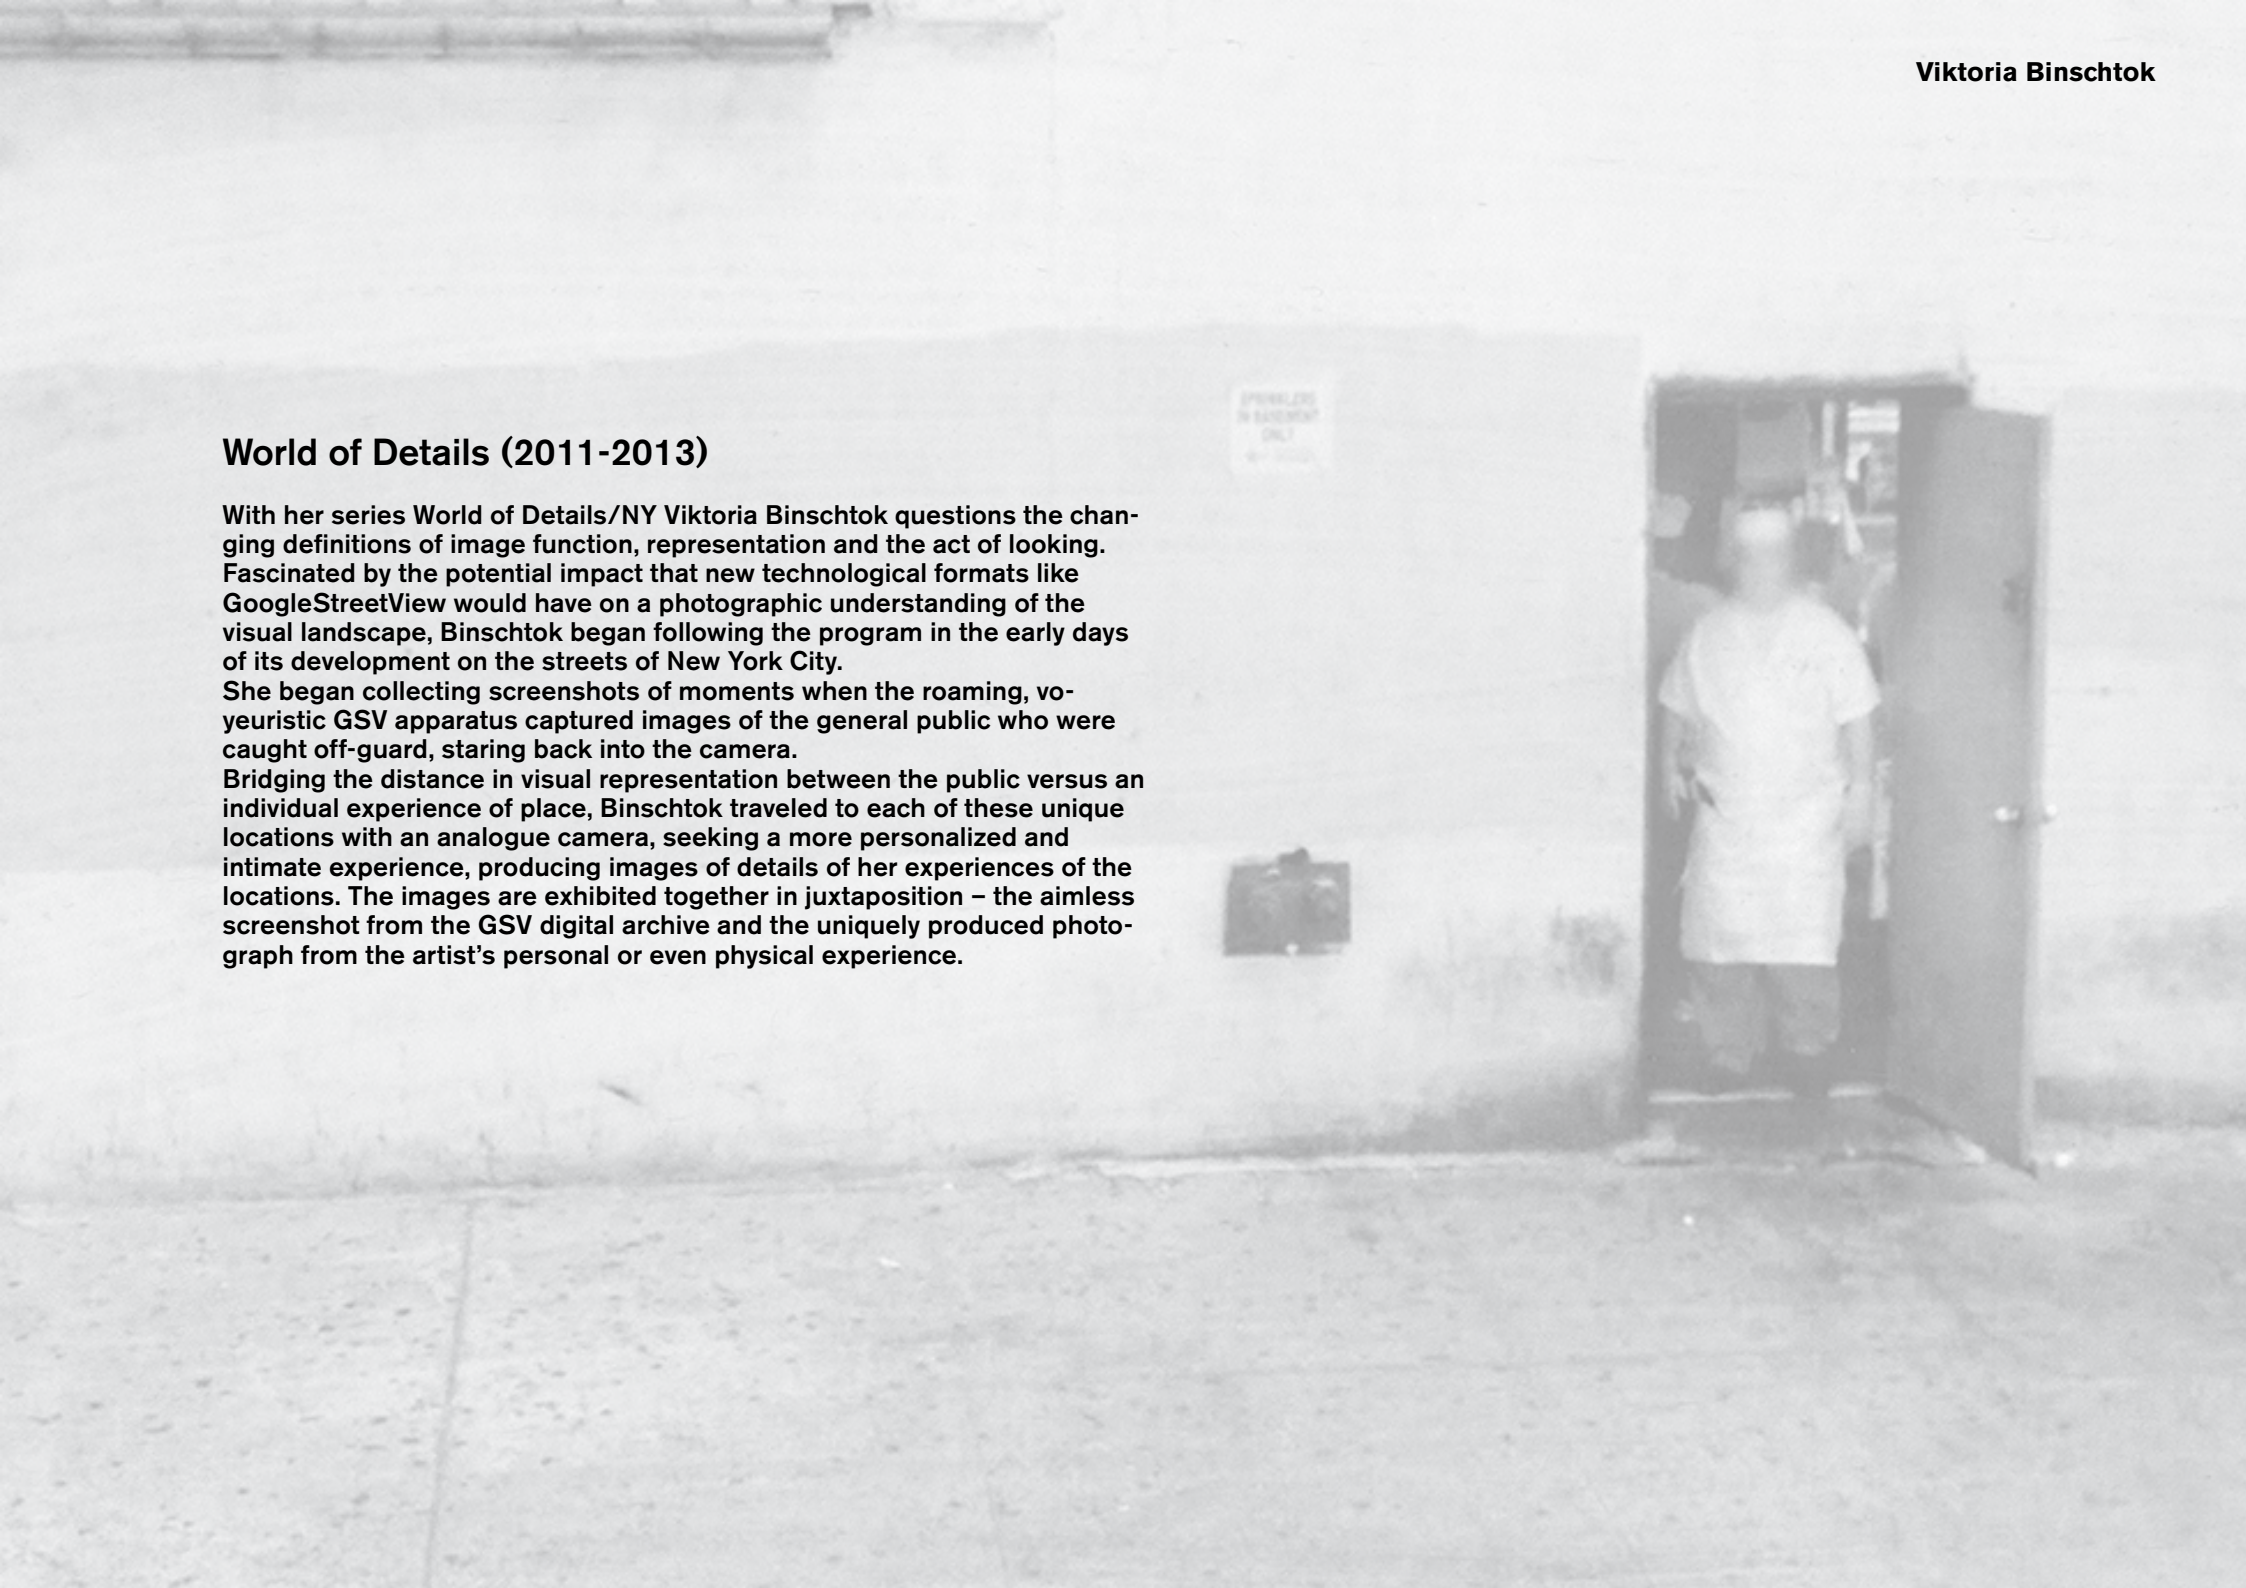 Viktoria Binschtok
SPRINKLERS
IN BASEMENT
ONLY
World of Details (2011-2013)
With her series World of Details/NY Viktoria Binschtok questions the chan-
ging definitions of image function, representation and the act of looking.
Fascinated by the potential impact that new technological formats like
GoogleStreetView would have on a photographic understanding of the
visual landscape, Binschtok began following the program in the early days
of its development on the streets of New York City.
She began collecting screenshots of moments when the roaming, vo-
yeuristic GSV apparatus captured images of the general public who were
caught off-guard, staring back into the camera.
Bridging the distance in visual representation between the public versus an
individual experience of place, Binschtok traveled to each of these unique
locations with an analogue camera, seeking a more personalized and
intimate experience, producing images of details of her experiences of the
locations. The images are exhibited together in juxtaposition – the aimless
screenshot from the GSV digital archive and the uniquely produced photo-
graph from the artist’s personal or even physical experience.